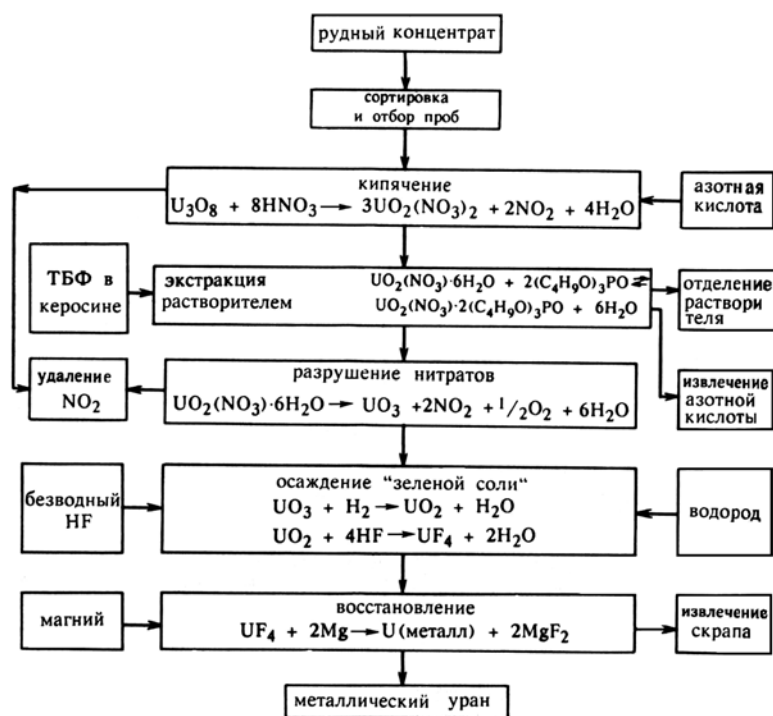 рудный концентрат
сортировка
и отбор проб
кипячение
U₃O₈ + 8HNO₃ → 3UO₂(NO₃)₂ + 2NO₂ + 4H₂O
азотная
кислота
ТБФ в
керосине
экстракция
растворителем
UO₂(NO₃)·6H₂O + 2(C₄H₉O)₃PO ⇌
UO₂(NO₃)·2(C₄H₉O)₃PO + 6H₂O
отделение
раствори
теля
удаление
NO₂
разрушение нитратов
UO₂(NO₃)·6H₂O → UO₃ +2NO₂ +1/2O₂ + 6H₂O
извлечение
азотной
кислоты
безводный
HF
осаждение "зеленой соли"
UO₃ + H₂ → UO₂ + H₂O
UO₂ + 4HF → UF₄ + 2H₂O
водород
магний
восстановление
UF₄ + 2Mg → U(металл) + 2MgF₂
извлечение
скрапа
металлический уран